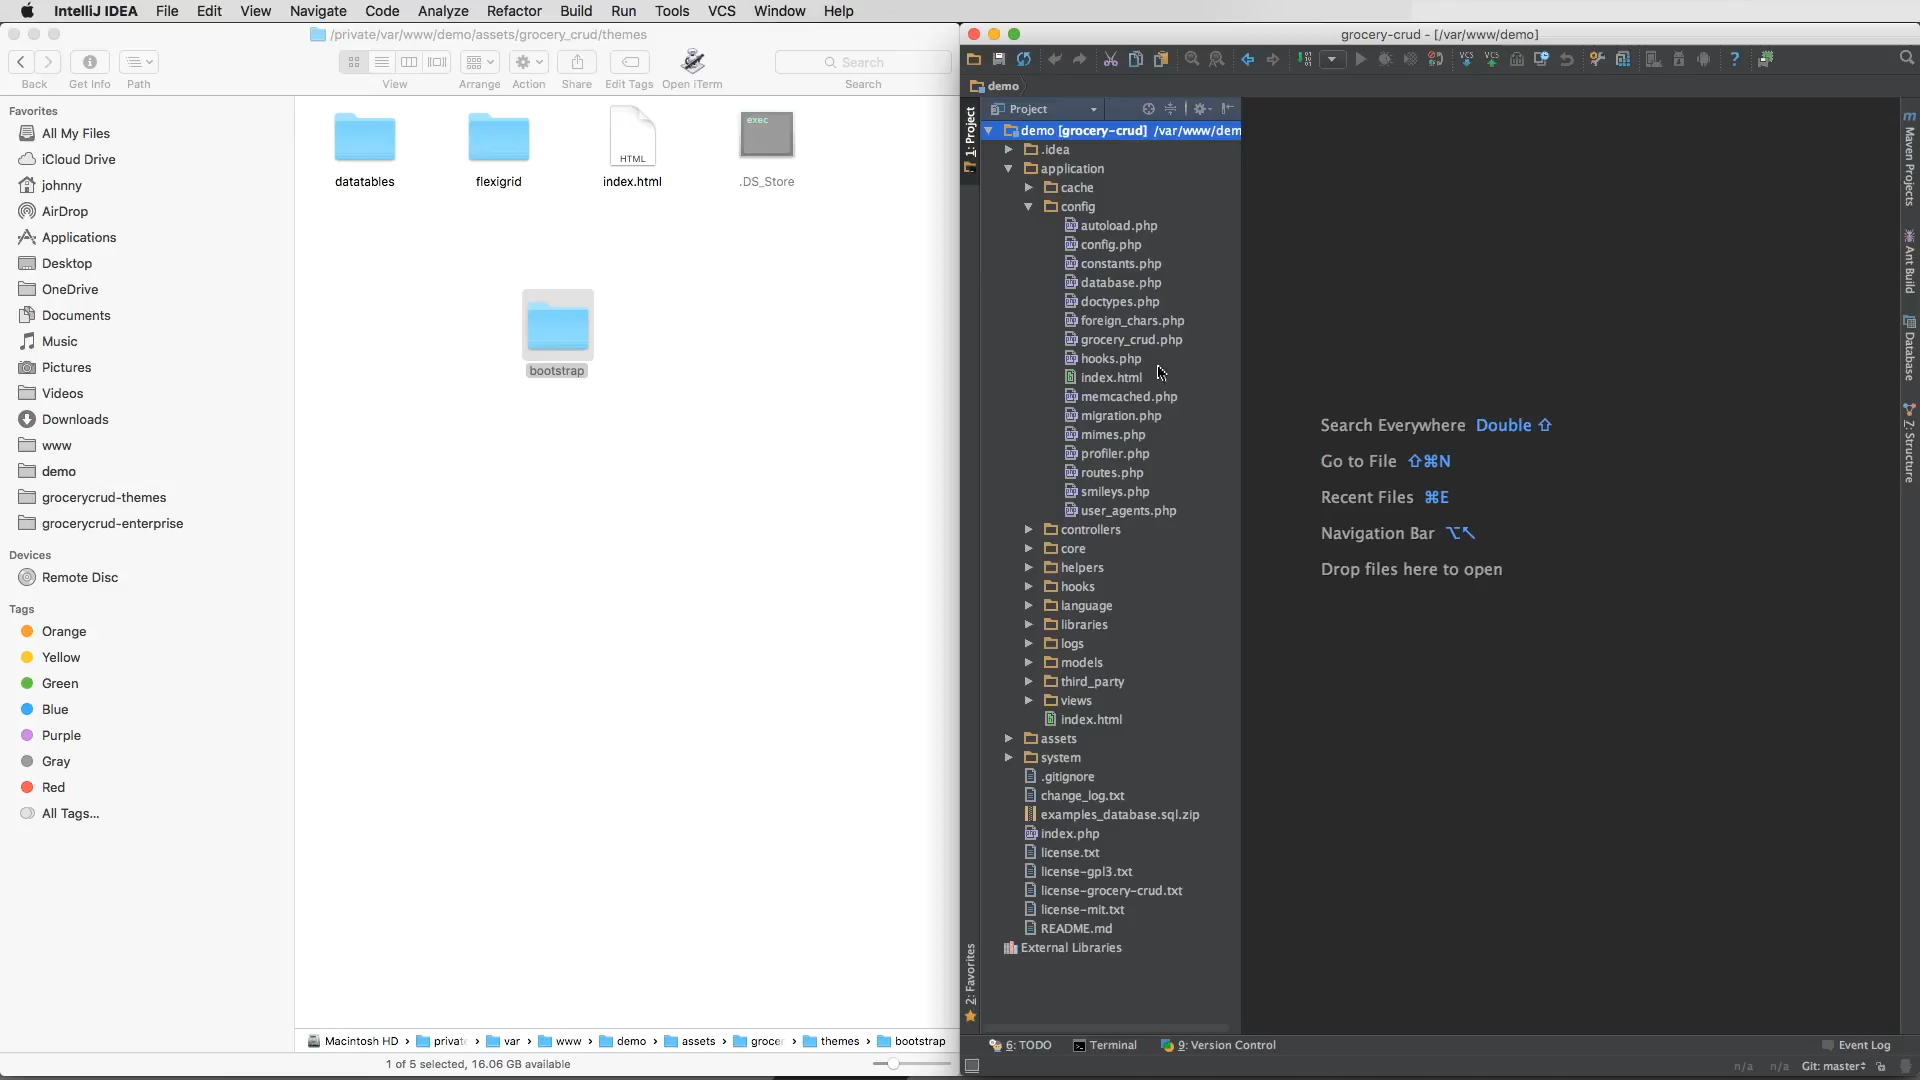 IntelliJ IDEA File Edit View Navigate Code Analyze Refactor Build Run Tools VCS Window Help
/private/var/www/demo/assets/grocery_crud/themes
Search
Back Get Info Path View Arrange Action Share Edit Tags Open iTerm Search
Favorites
All My Files
iCloud Drive
johnny
AirDrop
Applications
Desktop
OneDrive
Documents
Music
Pictures
Videos
Downloads
www
demo
grocerycrud-themes
grocerycrud-enterprise
Devices
Remote Disc
Tags
Orange
Yellow
Green
Blue
Purple
Gray
Red
All Tags...
exec
HTML
datatables flexigrid index.html .DS_Store
bootstrap
Macintosh HD › private › var › www › demo › assets › grocer › themes › bootstrap
1 of 5 selected, 16.06 GB available
grocery-crud - [/var/www/demo]
VCS VCS
demo
Project
1: Project
2: Favorites
demo [grocery-crud] /var/www/dem
.idea
application
cache
config
autoload.php
config.php
constants.php
database.php
doctypes.php
foreign_chars.php
grocery_crud.php
hooks.php
index.html
memcached.php
migration.php
mimes.php
profiler.php
routes.php
smileys.php
user_agents.php
controllers
core
helpers
hooks
language
libraries
logs
models
third_party
views
index.html
assets
system
.gitignore
change_log.txt
examples_database.sql.zip
index.php
license.txt
license-gpl3.txt
license-grocery-crud.txt
license-mit.txt
README.md
External Libraries
Search Everywhere Double ⇧
Go to File ⇧⌘N
Recent Files ⌘E
Navigation Bar ⌥↖
Drop files here to open
m Maven Projects
Ant Build
Database
Z: Structure
6: TODO Terminal 9: Version Control Event Log
n/a n/a Git: master